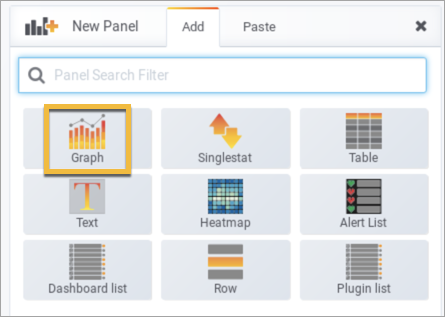 New Panel Add Paste
Panel Search Filter
Graph Singlestat Table
Text Heatmap Alert List
Dashboard list Row Plugin list